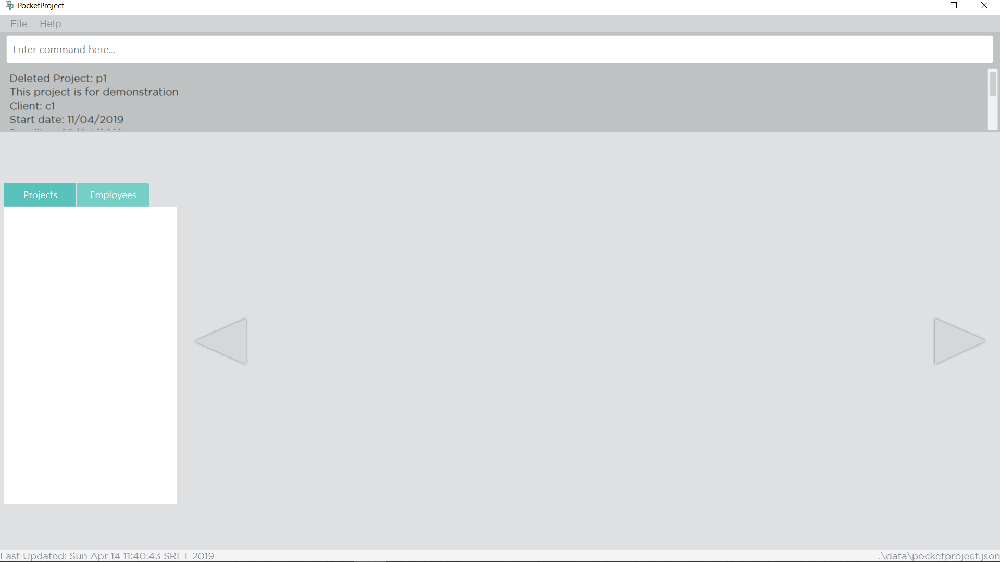 PocketProject
File Help
Enter command here...
Deleted Project: p1
This project is for demonstration
Client: c1
Start date: 11/04/2019
Projects Employees
Last Updated: Sun Apr 14 11:40:43 SRET 2019
.\data\pocketproject.json